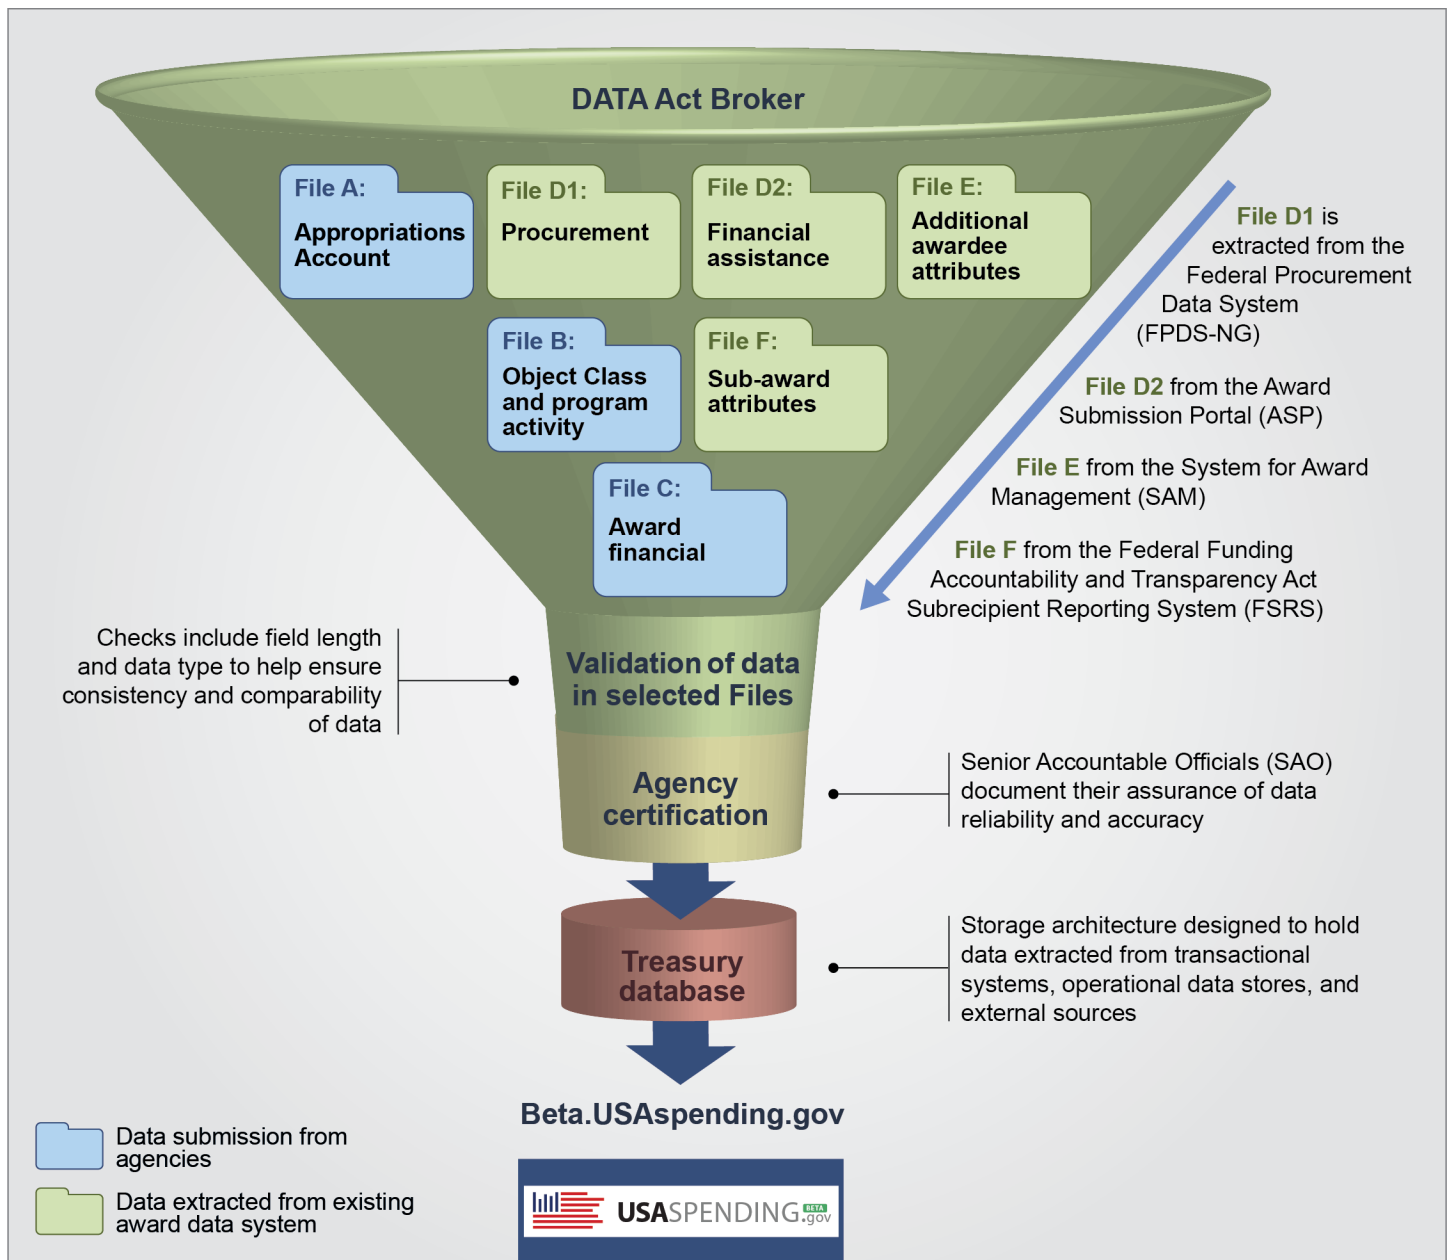 DATA Act Broker
File A:
Appropriations
Account
File D1:
Procurement
File D2:
Financial
assistance
File E:
Additional
awardee
attributes
File B:
Object Class
and program
activity
File F:
Sub-award
attributes
File C:
Award
financial
File D1 is
extracted from the
Federal Procurement
Data System
(FPDS-NG)
File D2 from the Award
Submission Portal (ASP)
File E from the System for Award
Management (SAM)
File F from the Federal Funding
Accountability and Transparency Act
Subrecipient Reporting System (FSRS)
Checks include field length
and data type to help ensure
consistency and comparability
of data
Validation of data
in selected Files
Agency
certification
Senior Accountable Officials (SAO)
document their assurance of data
reliability and accuracy
Treasury
database
Storage architecture designed to hold
data extracted from transactional
systems, operational data stores, and
external sources
Beta.USAspending.gov
Data submission from
agencies
Data extracted from existing
award data system
BETA
USASPENDING.gov